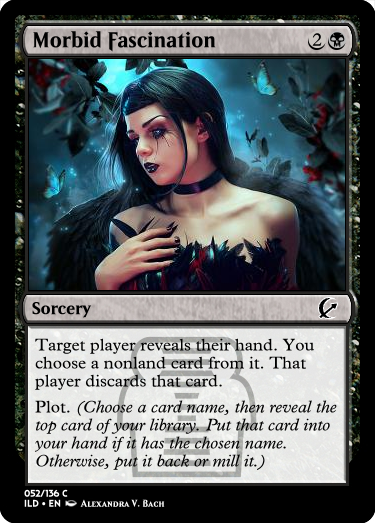 Morbid Fascination 2
Sorcery
Target player reveals their hand. You
choose a nonland card from it. That
player discards that card.
Plot. (Choose a card name, then reveal the
top card of your library. Put that card into
your hand if it has the chosen name.
Otherwise, put it back or mill it.)
052/136 C
ILD • EN Alexandra V. Bach